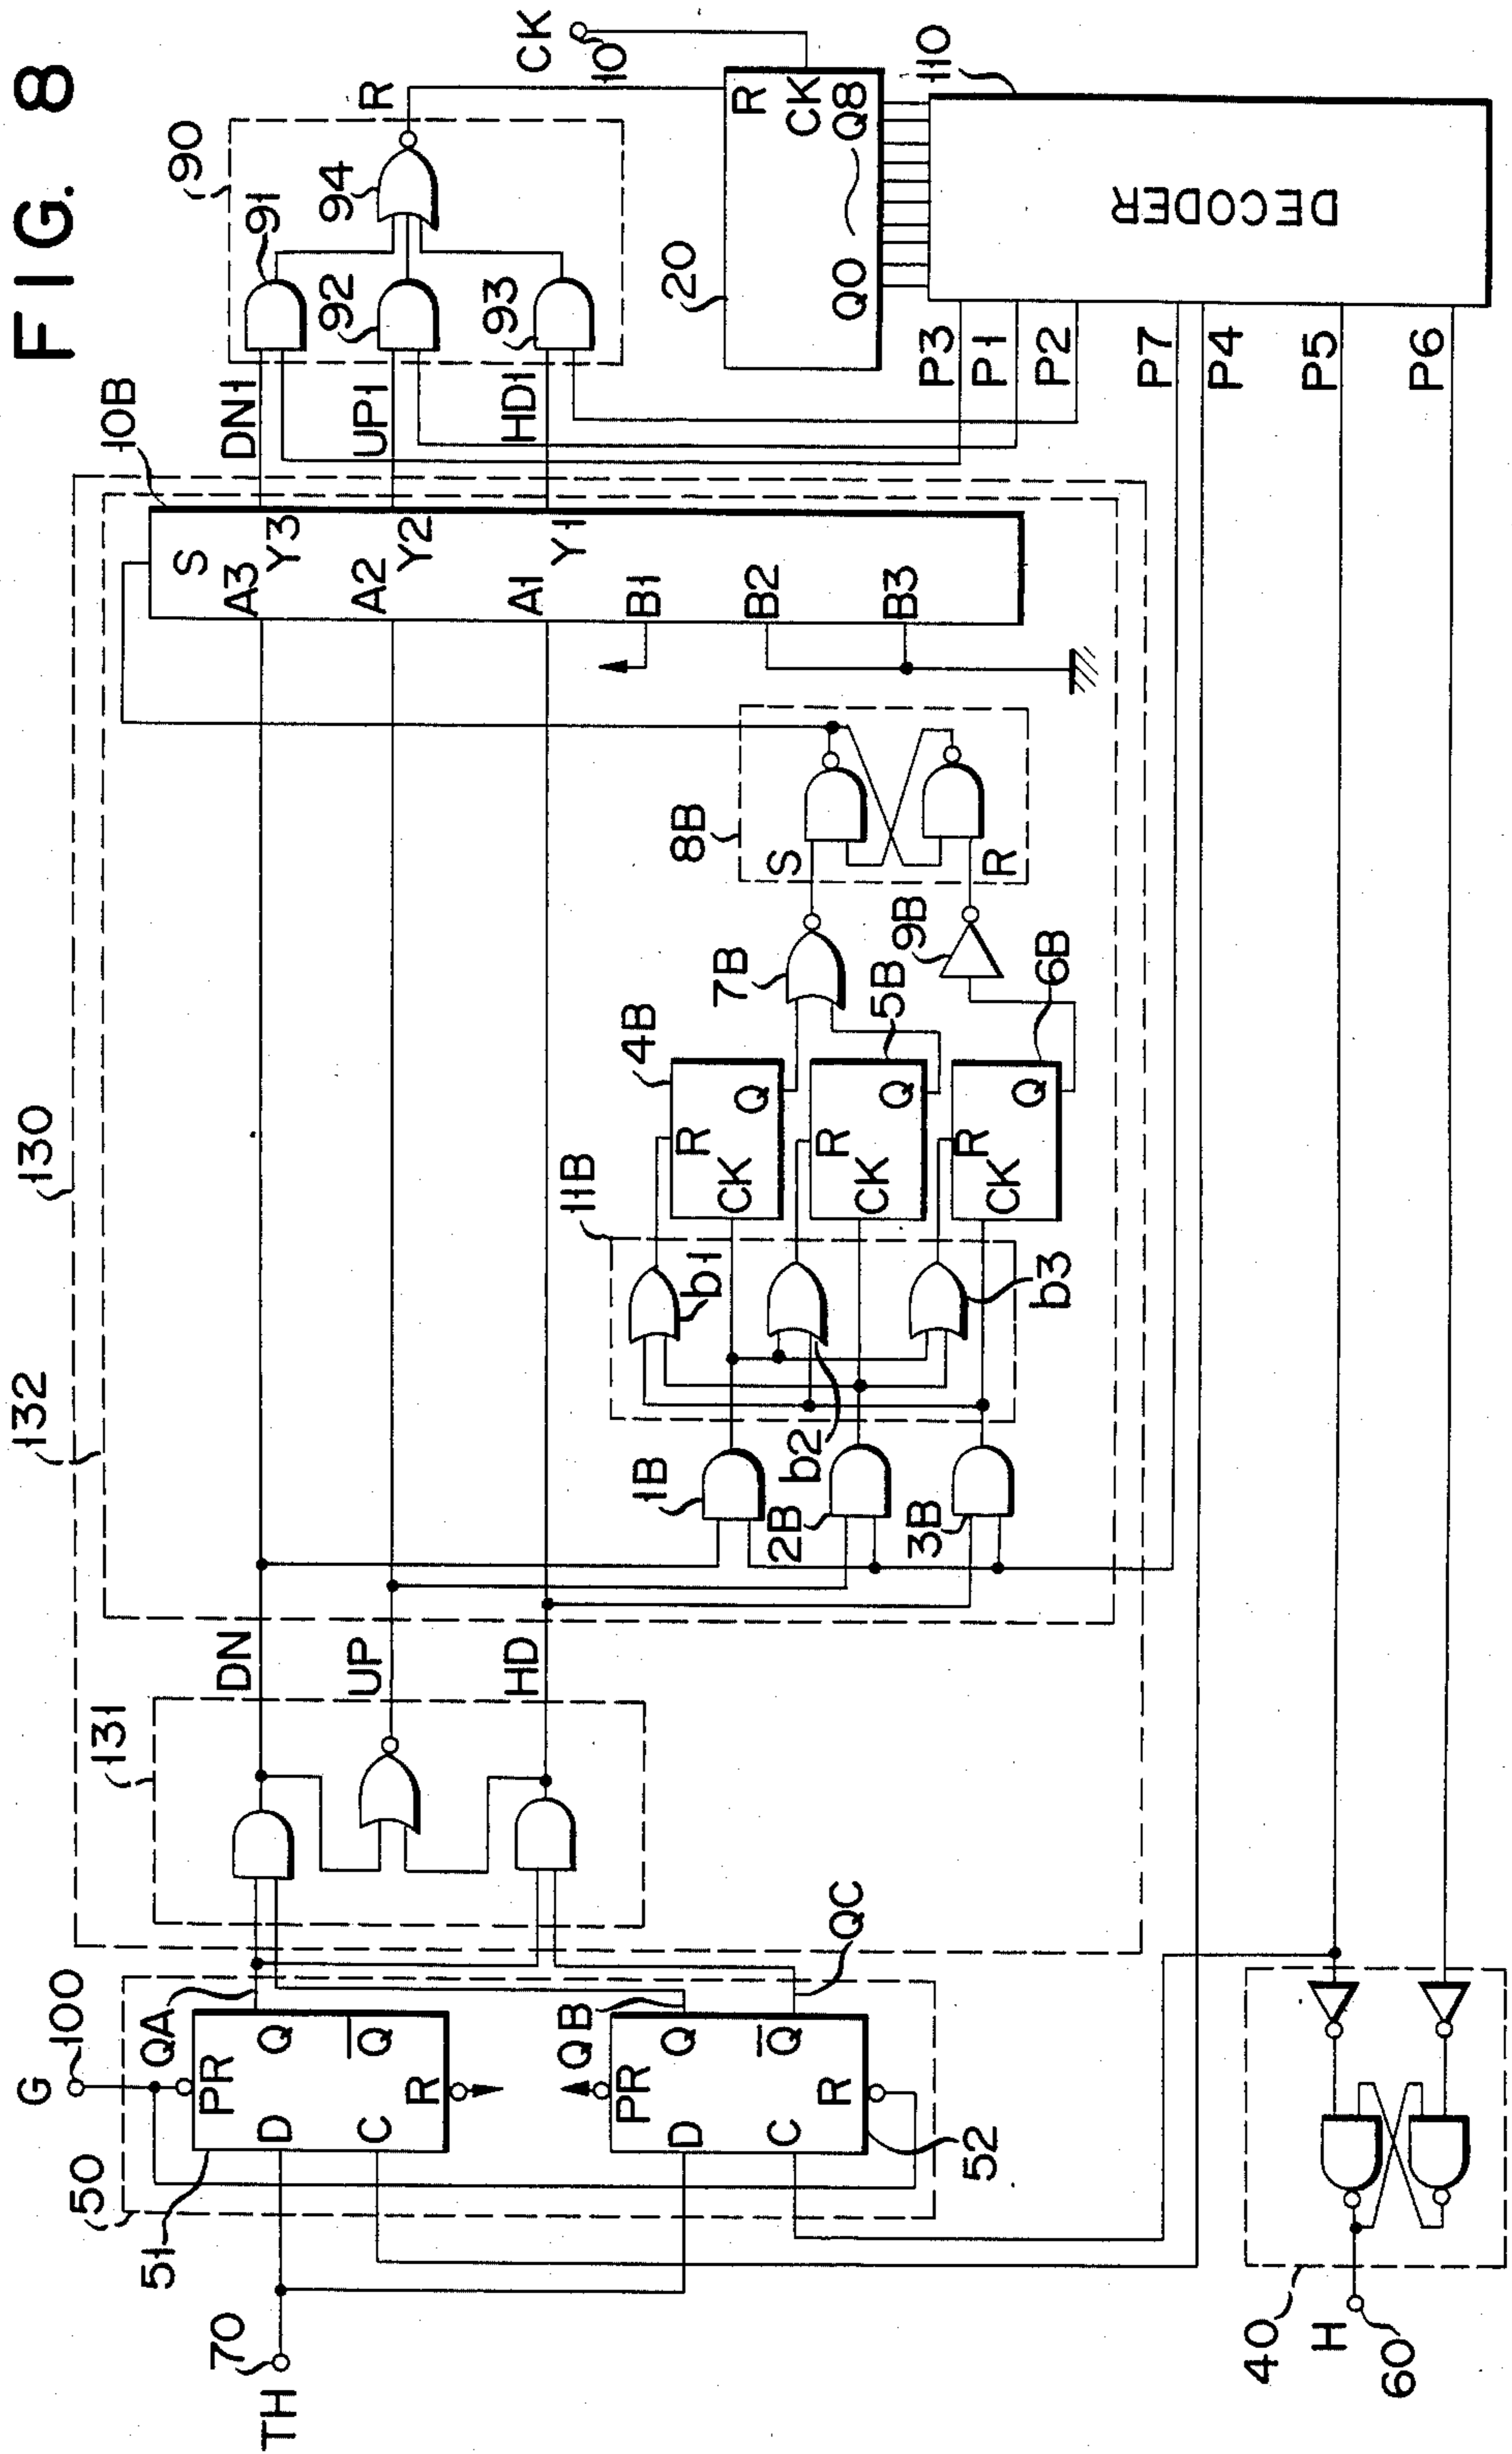 FIG. 8
G
100
50
51
QA
PR
D
Q
Q
C
R
QB
PR
D
Q
Q
C
R
QC
52
TH
70
130
132
131
DN
UP
HD
1B
2B
3B
11B
b1
b2
b3
4B
R
CK
Q
5B
R
CK
Q
6B
R
CK
Q
7B
9B
8B
S
R
10B
S
A3
Y3
A2
Y2
A1
Y1
B1
B2
B3
DN1
UP1
HD1
90
91
92
93
94
R
CK
10
20
R
CK
Q0
Q8
110
DECODER
P3
P1
P2
P7
P4
P5
P6
40
H
60